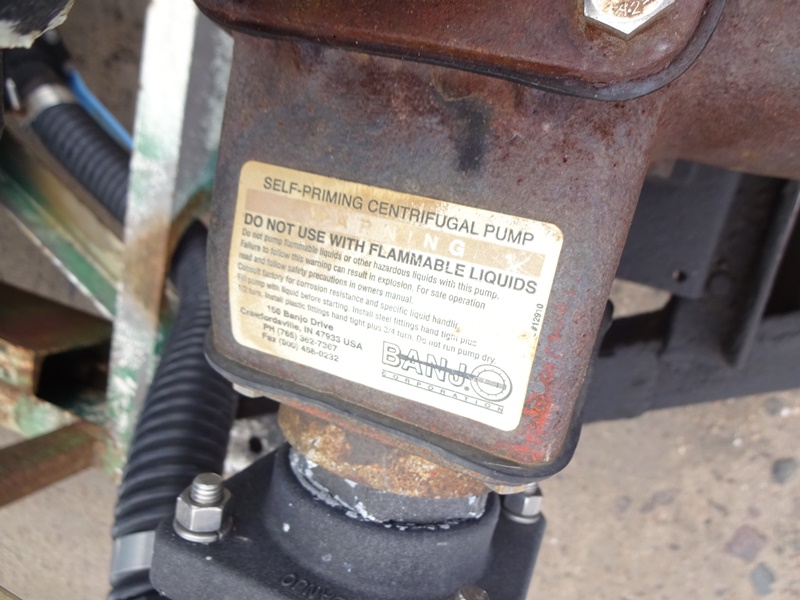 A-2
SELF-PRIMING CENTRIFUGAL PUMP
WARNING
DO NOT USE WITH FLAMMABLE LIQUIDS
Do not pump flammable liquids or other hazardous liquids with this pump.
Failure to follow this warning can result in explosion. For safe operation
read and follow safety precautions in owners manual.
Consult factory for corrosion resistance and specific liquid handling
Fill pump with liquid before starting. Install steel fittings hand tight plus
1/2 turn. Install plastic fittings hand tight plus 3/4 turn. Do not run pump dry.
150 Banjo Drive
Crawfordsville, IN 47933 USA
PH (765) 362-7367
Fax (800) 458-0232
BANJO
CORPORATION
#12910
BANJO